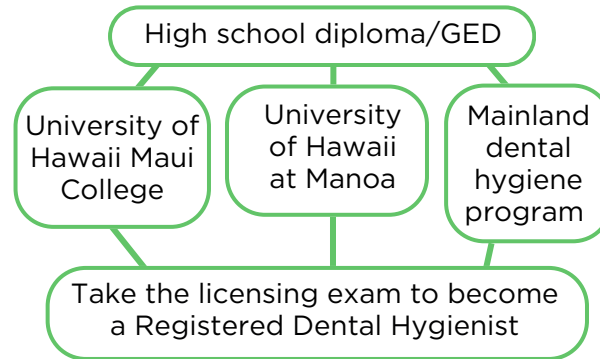 High school diploma/GED
University of
Hawaii Maui
College
University
of Hawaii
at Manoa
Mainland
dental
hygiene
program
Take the licensing exam to become
a Registered Dental Hygienist